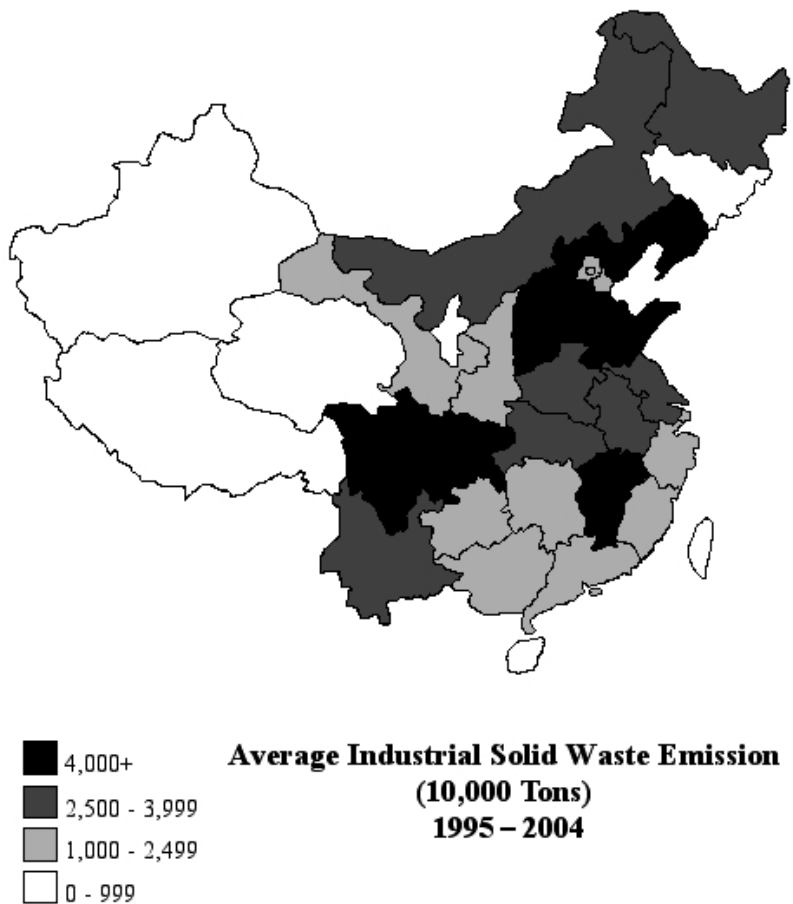 4,000+
2,500 - 3,999
1,000 - 2,499
0 - 999
Average Industrial Solid Waste Emission
(10,000 Tons)
1995 – 2004